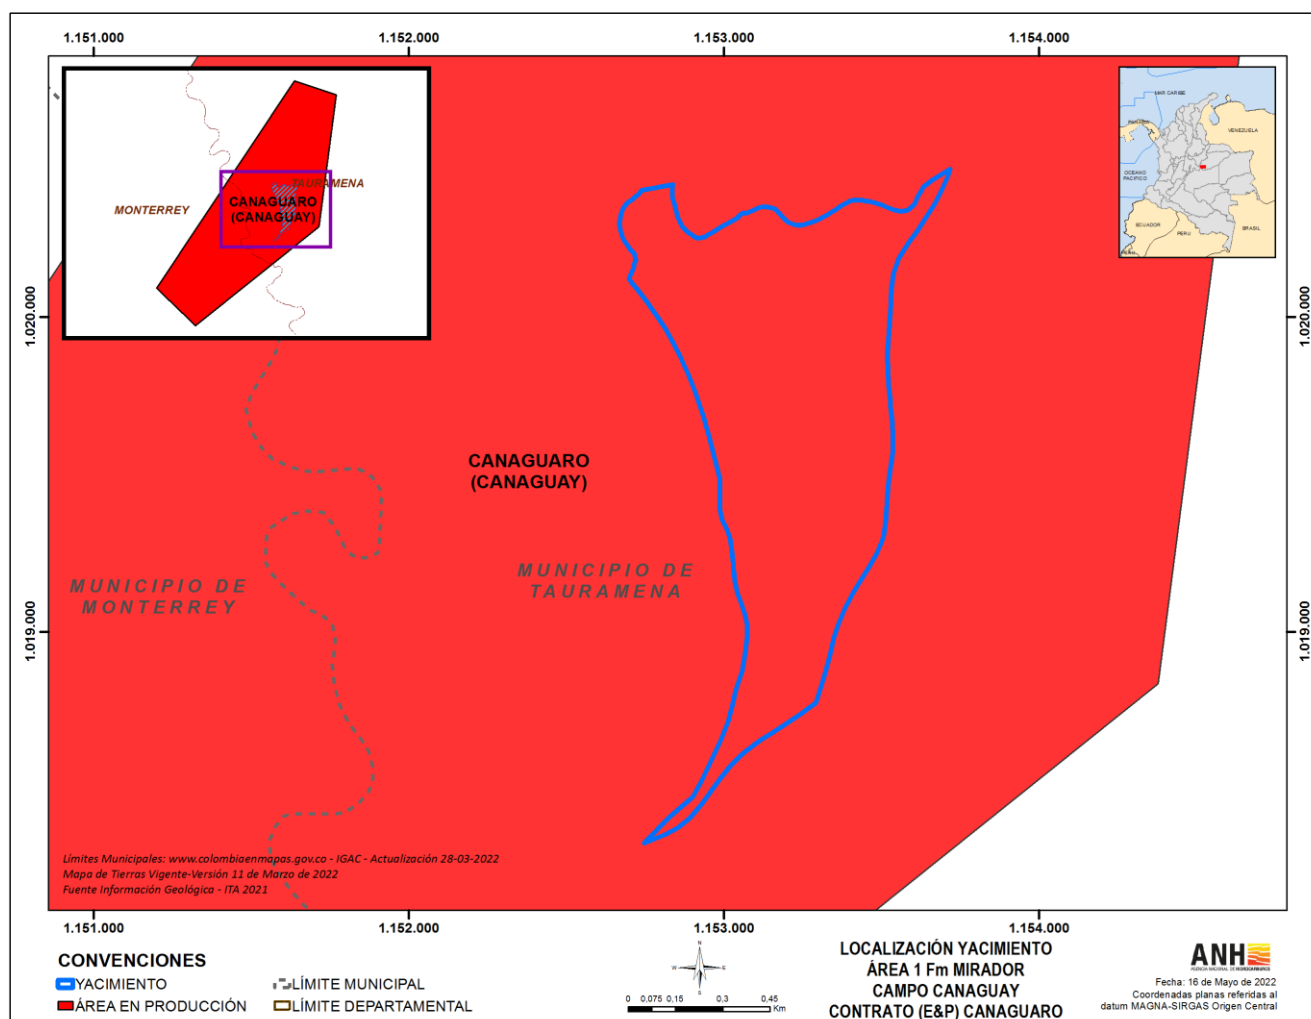 1.151.000
1.152.000
1.153.000
1.154.000
MONTERREY
TAURAMENA
CANAGUARO
(CANAGUAY)
MAR CARIBE
PANAMA
VENEZUELA
OCEANO
PACIFICO
ECUADOR
PERU
BRASIL
1.020.000
1.020.000
CANAGUARO
(CANAGUAY)
MUNICIPIO DE
MONTERREY
MUNICIPIO DE
TAURAMENA
1.019.000
1.019.000
Límites Municipales: www.colombiaenmapas.gov.co - IGAC - Actualización 28-03-2022
Mapa de Tierras Vigente-Versión 11 de Marzo de 2022
Fuente Información Geológica - ITA 2021
1.151.000
1.152.000
1.153.000
1.154.000
CONVENCIONES
YACIMIENTO
LÍMITE MUNICIPAL
ÁREA EN PRODUCCIÓN
LÍMITE DEPARTAMENTAL
N
W
E
S
0 0,075 0,15 0,3 0,45
Km
LOCALIZACIÓN YACIMIENTO
ÁREA 1 Fm MIRADOR
CAMPO CANAGUAY
CONTRATO (E&P) CANAGUARO
ANH
AGENCIA NACIONAL DE HIDROCARBUROS
Fecha: 16 de Mayo de 2022
Coordenadas planas referidas al
datum MAGNA-SIRGAS Origen Central